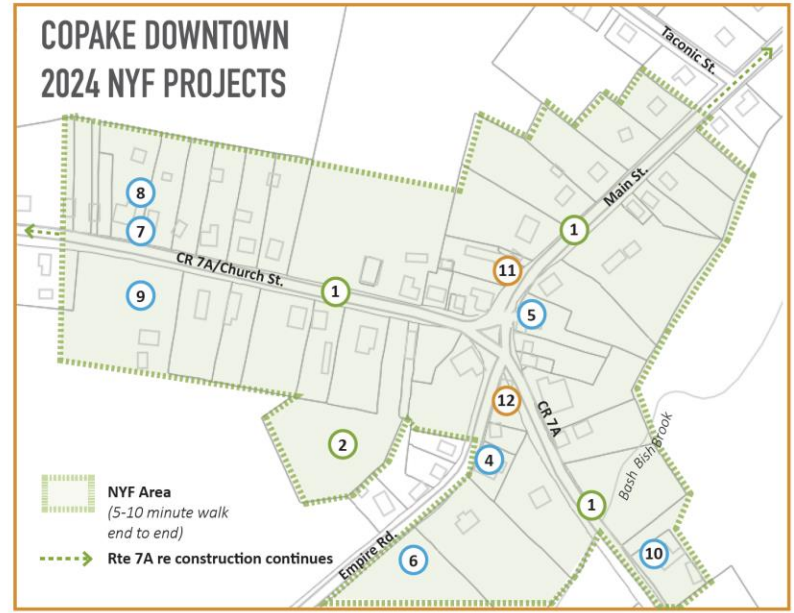 COPAKE DOWNTOWN
2024 NYF PROJECTS
Taconic St.
Main St.
8
7
CR 7A/Church St.
1
11
9
1
5
12
CR 7A
2
4
Bash Bish Brook
1
NYF Area
(5-10 minute walk
end to end)
Rte 7A re construction continues
Empire Rd.
6
10